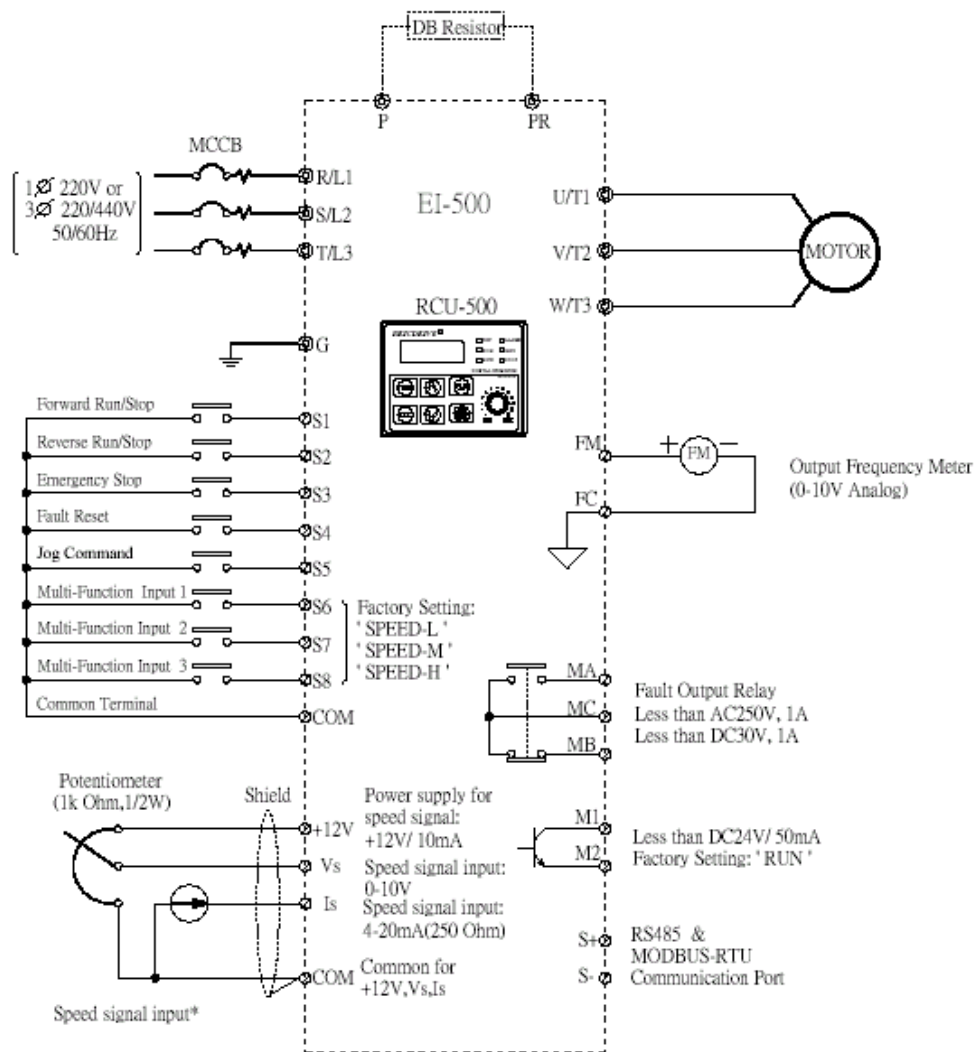 DB Resistor
P
PR
MCCB
1Ø 220V or
3Ø 220/440V
50/60Hz
R/L1
S/L2
T/L3
EI-500
U/T1
V/T2
W/T3
MOTOR
RCU-500
G
Forward Run/Stop
S1
Reverse Run/Stop
S2
Emergency Stop
S3
Fault Reset
S4
Jog Command
S5
Multi-Function Input 1
S6
Multi-Function Input 2
S7
Multi-Function Input 3
S8
Common Terminal
COM
Factory Setting:
' SPEED-L '
' SPEED-M '
' SPEED-H '
FM
+
FM
−
FC
Output Frequency Meter
(0-10V Analog)
MA
MC
MB
Fault Output Relay
Less than AC250V, 1A
Less than DC30V, 1A
Potentiometer
(1k Ohm,1/2W)
Shield
+12V
Power supply for
speed signal:
+12V/ 10mA
Vs
Speed signal input:
0-10V
Is
Speed signal input:
4-20mA(250 Ohm)
COM
Common for
+12V,Vs,Is
Speed signal input*
M1
M2
Less than DC24V/ 50mA
Factory Setting: ' RUN '
S+
S-
RS485 &
MODBUS-RTU
Communication Port